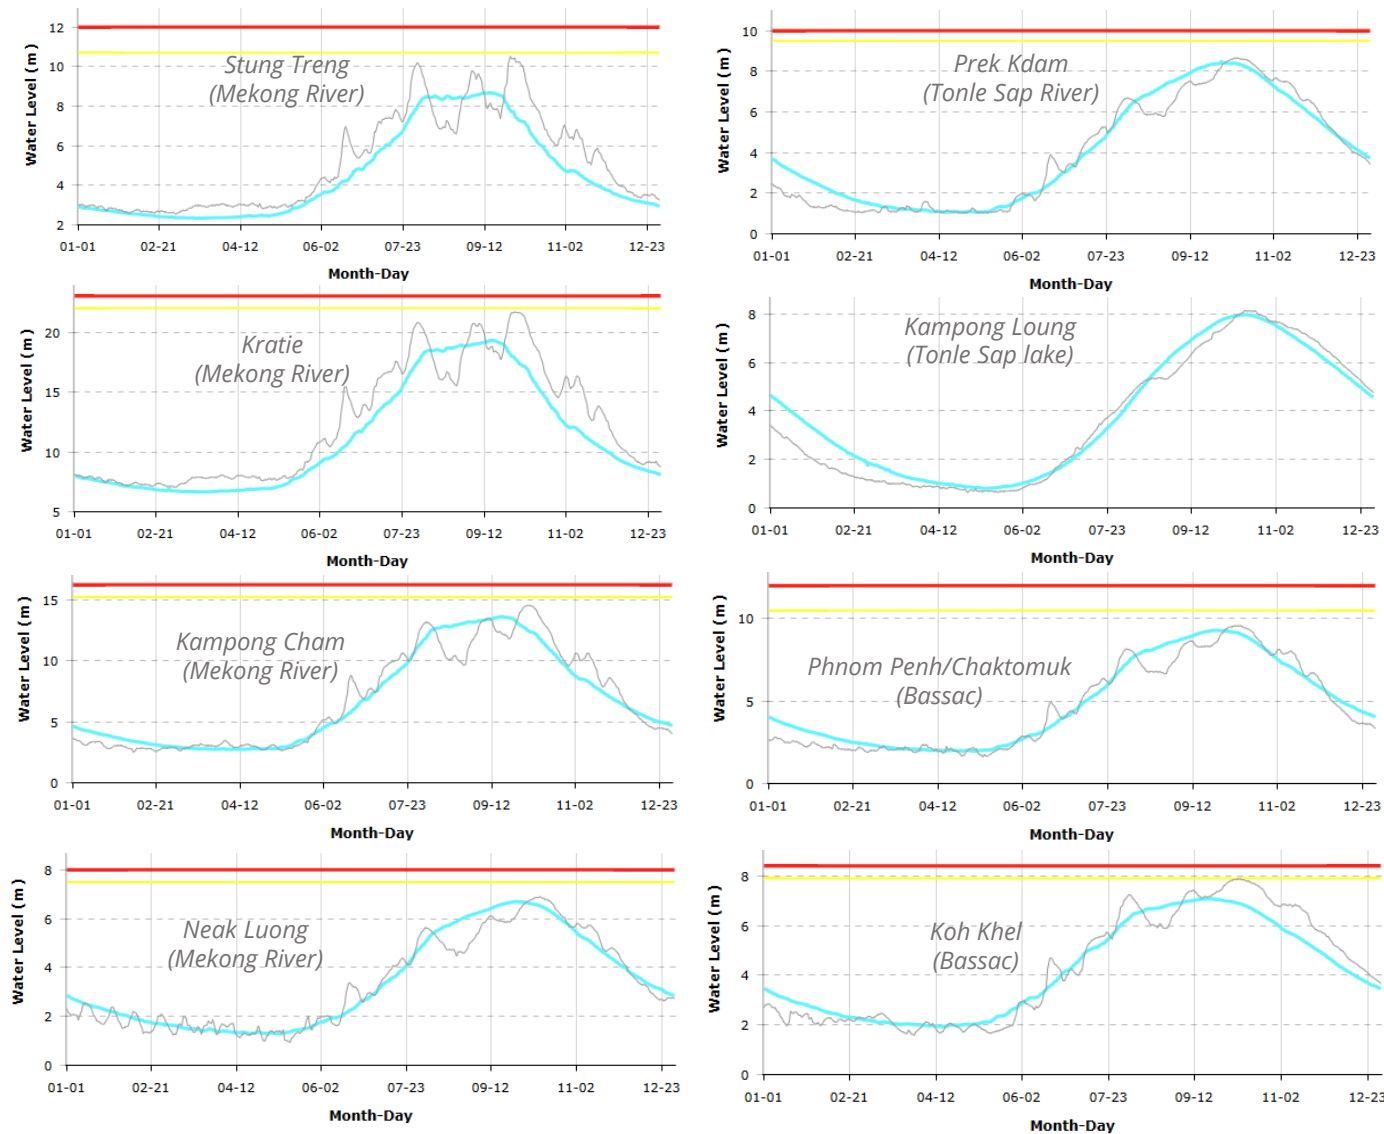 Stung Treng
(Mekong River)
Water Level (m)
12
10
8
6
4
2
01-01 02-21 04-12 06-02 07-23 09-12 11-02 12-23
Month-Day
Prek Kdam
(Tonle Sap River)
Water Level (m)
10
8
6
4
2
0
01-01 02-21 04-12 06-02 07-23 09-12 11-02 12-23
Month-Day
Kratie
(Mekong River)
Water Level (m)
20
15
10
5
01-01 02-21 04-12 06-02 07-23 09-12 11-02 12-23
Month-Day
Kampong Loung
(Tonle Sap lake)
Water Level (m)
8
6
4
2
0
01-01 02-21 04-12 06-02 07-23 09-12 11-02 12-23
Month-Day
Kampong Cham
(Mekong River)
Water Level (m)
15
10
5
0
01-01 02-21 04-12 06-02 07-23 09-12 11-02 12-23
Month-Day
Phnom Penh/Chaktomuk
(Bassac)
Water Level (m)
10
5
0
01-01 02-21 04-12 06-02 07-23 09-12 11-02 12-23
Month-Day
Neak Luong
(Mekong River)
Water Level (m)
8
6
4
2
0
01-01 02-21 04-12 06-02 07-23 09-12 11-02 12-23
Month-Day
Koh Khel
(Bassac)
Water Level (m)
8
6
4
2
0
01-01 02-21 04-12 06-02 07-23 09-12 11-02 12-23
Month-Day